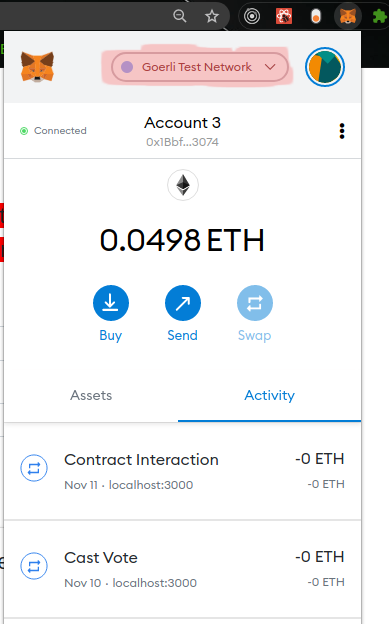 Goerli Test Network
Connected
Account 3
0x1Bbf...3074
0.0498 ETH
Buy
Send
Swap
Assets
Activity
Contract Interaction
-0 ETH
Nov 11 · localhost:3000
-0 ETH
Cast Vote
-0 ETH
Nov 10 · localhost:3000
-0 ETH